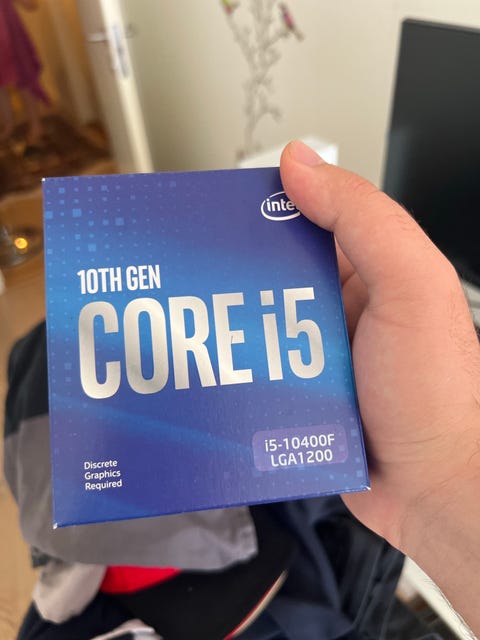 intel
10TH GEN
CORE i5
i5-10400F
LGA1200
Discrete
Graphics
Required